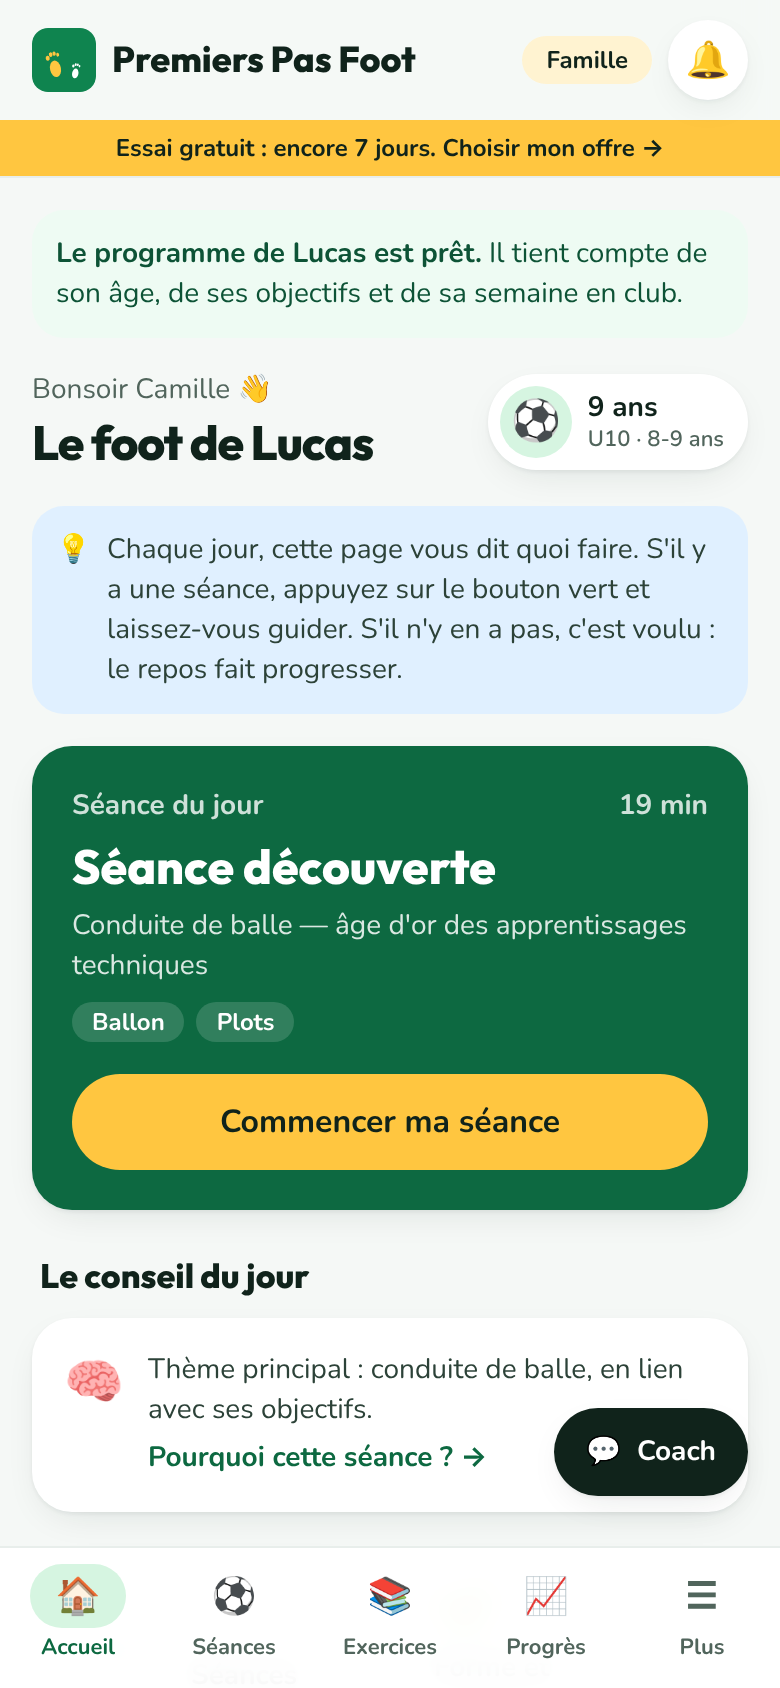 Premiers Pas Foot
Famille
Essai gratuit : encore 7 jours. Choisir mon offre →
Le programme de Lucas est prêt. Il tient compte de
son âge, de ses objectifs et de sa semaine en club.
Bonsoir Camille 👋
Le foot de Lucas
9 ans
U10 · 8-9 ans
Chaque jour, cette page vous dit quoi faire. S'il y
a une séance, appuyez sur le bouton vert et
laissez-vous guider. S'il n'y en a pas, c'est voulu :
le repos fait progresser.
Séance du jour
19 min
Séance découverte
Conduite de balle — âge d'or des apprentissages
techniques
Ballon
Plots
Commencer ma séance
Le conseil du jour
Thème principal : conduite de balle, en lien
avec ses objectifs.
Pourquoi cette séance ? →
Coach
Accueil
Séances
Exercices
Progrès
Plus